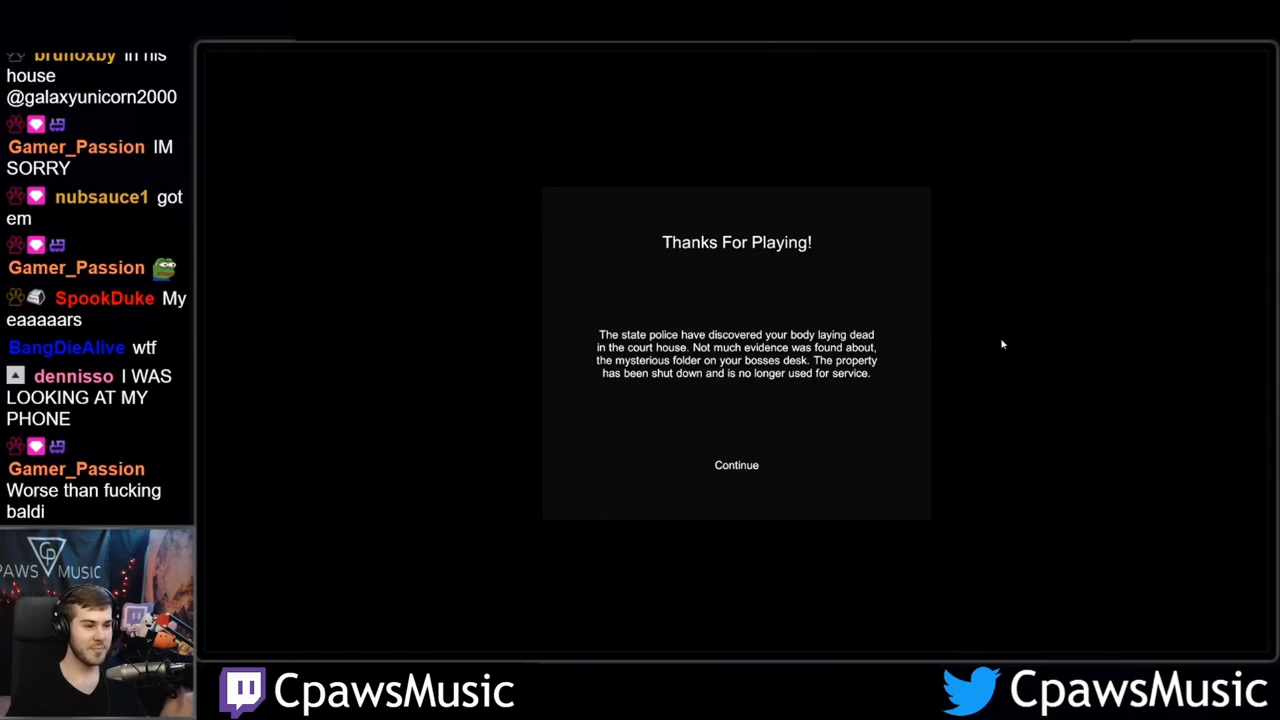 brunoxby in his
house
@galaxyunicorn2000
Gamer_Passion IM
SORRY
nubsauce1 got
em
Gamer_Passion
SpookDuke My
eaaaaars
BangDieAlive wtf
dennisso I WAS
LOOKING AT MY
PHONE
Gamer_Passion
Worse than fucking
baldi
Thanks For Playing!
The state police have discovered your body laying dead
in the court house. Not much evidence was found about,
the mysterious folder on your bosses desk. The property
has been shut down and is no longer used for service.
Continue
CP
PAWS MUSIC
CpawsMusic
CpawsMusic